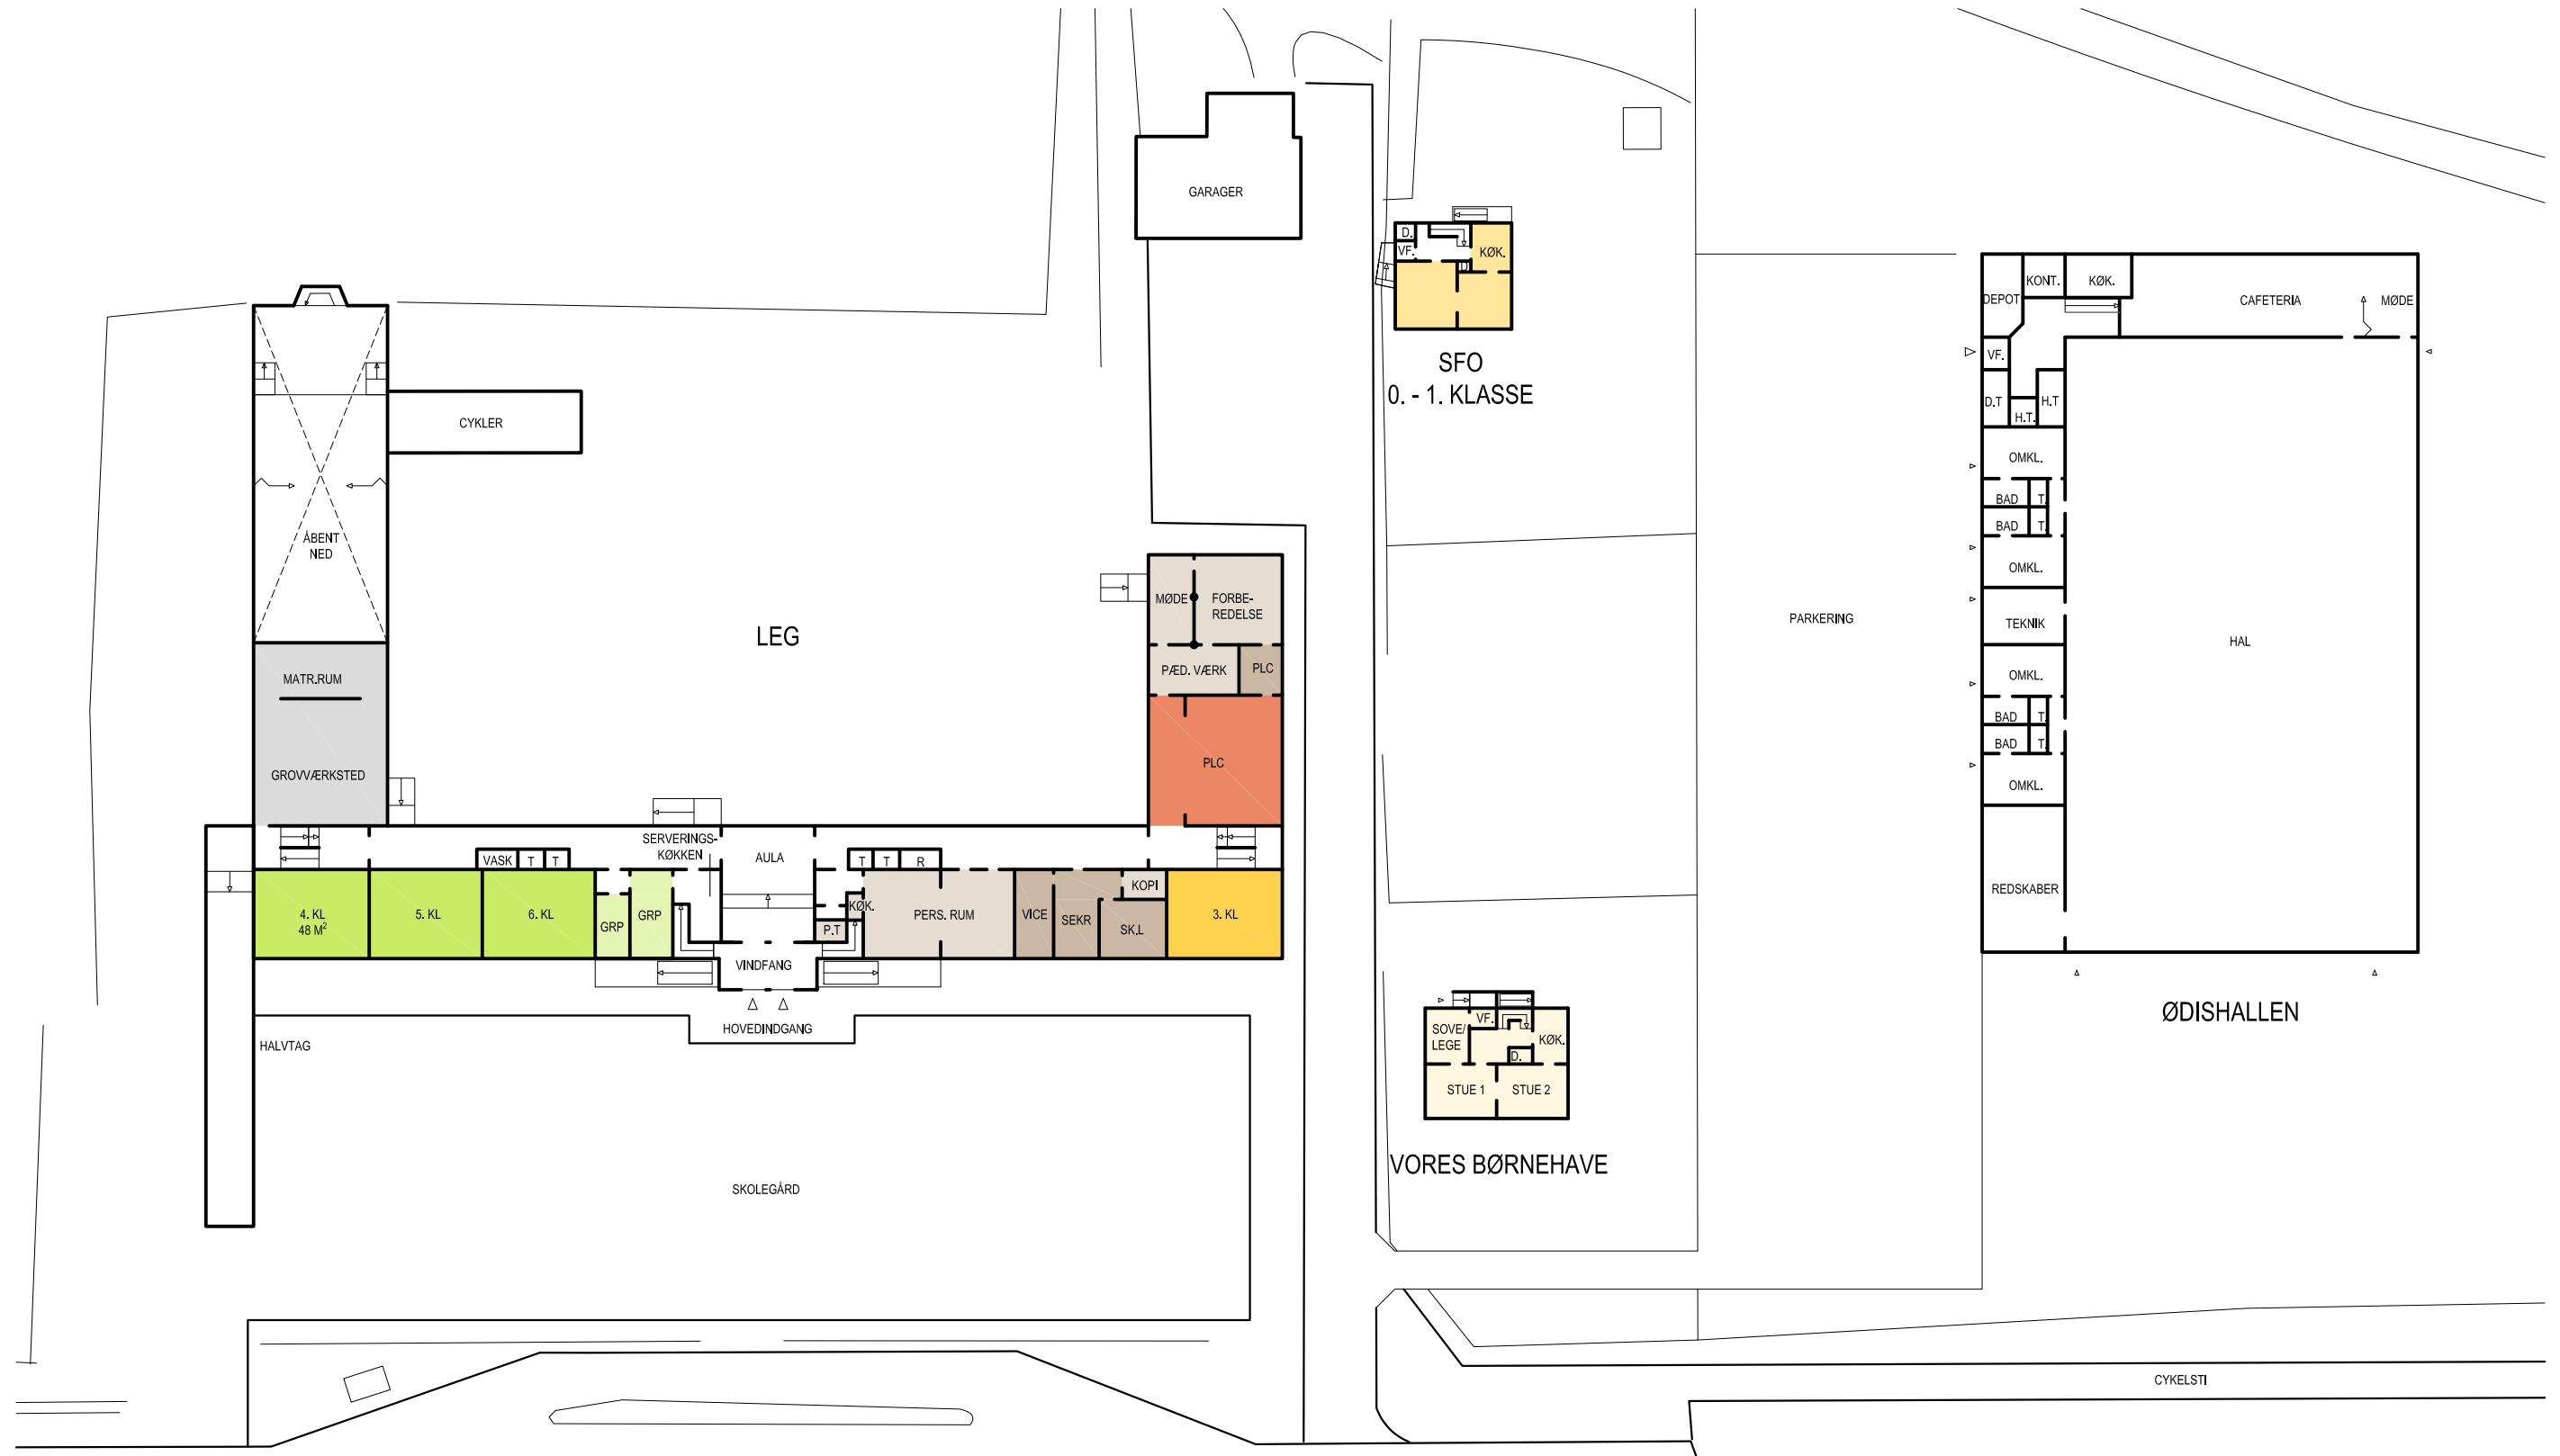 GARAGER
D.
VF.
KØK.
D.
SFO
0. - 1. KLASSE
CYKLER
ÅBENT
NED
LEG
MATR.RUM
GROVVÆRKSTED
MØDE
FORBE-
REDELSE
PÆD. VÆRK
PLC
PLC
SERVERINGS-
KØKKEN
AULA
VASK
T
T
T
T
R
4. KL
48 M²
5. KL
6. KL
GRP
GRP
KØK.
P.T
PERS. RUM
VICE
SEKR
KOPI
SK.L
3. KL
VINDFANG
HOVEDINDGANG
HALVTAG
SKOLEGÅRD
VF.
SOVE/
LEGE
KØK.
D.
STUE 1
STUE 2
VORES BØRNEHAVE
PARKERING
DEPOT
KONT.
KØK.
CAFETERIA
MØDE
VF.
D.T
H.T.
H.T
OMKL.
BAD
T.
BAD
T.
OMKL.
TEKNIK
HAL
OMKL.
BAD
T.
BAD
T.
OMKL.
REDSKABER
ØDISHALLEN
CYKELSTI